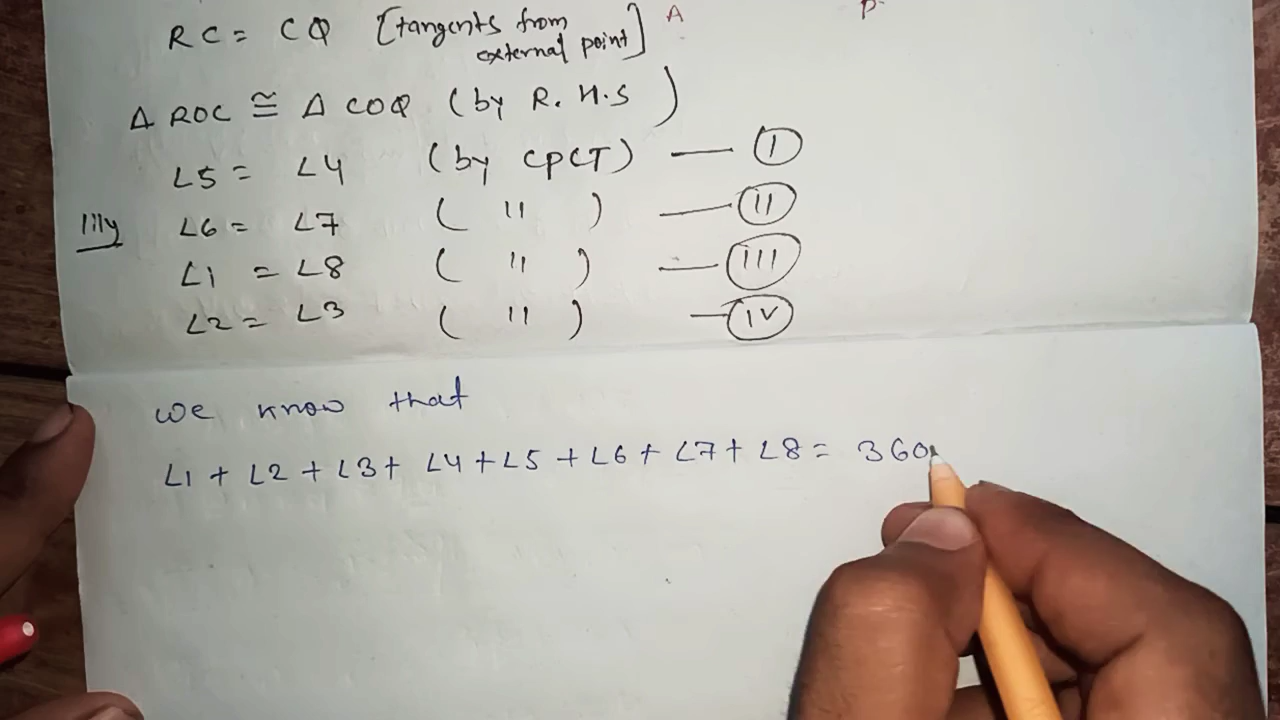 A P
RC = CQ [tangents from
external point]
Δ ROC ≅ Δ COQ (by R.H.S)
∠5 = ∠4 (by CPCT) — I
111y ∠6 = ∠7 ( " ) — II
∠1 = ∠8 ( " ) — III
∠2 = ∠3 ( " ) — IV
we know that
∠1 + ∠2 + ∠3 + ∠4 + ∠5 + ∠6 + ∠7 + ∠8 = 360